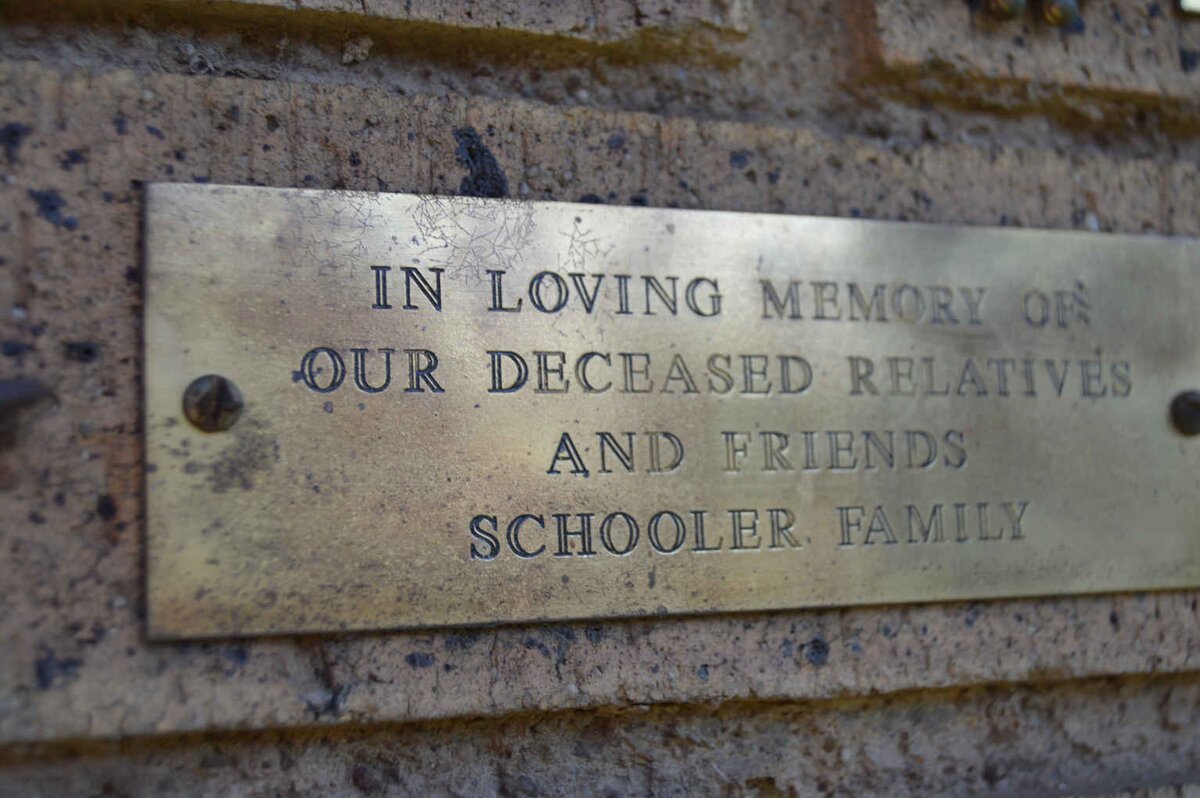 IN LOVING MEMORY OF
OUR DECEASED RELATIVES
AND FRIENDS
SCHOOLER FAMILY